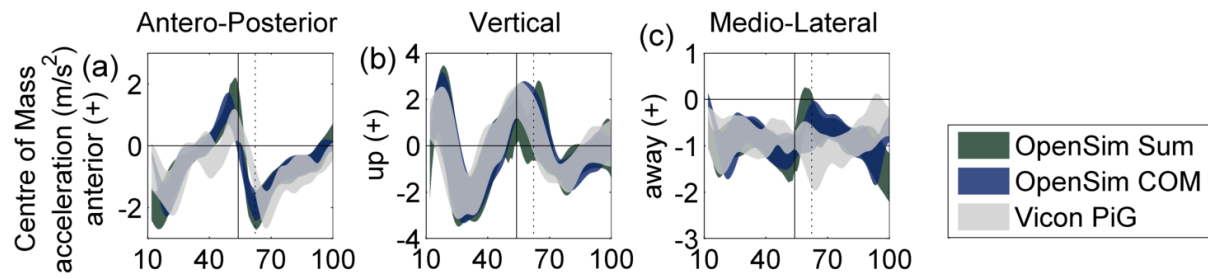 Antero-Posterior
Vertical
Medio-Lateral
Centre of Mass
acceleration (m/s²)
anterior (+)
(a)
2
0
-2
10 40 70 100
(b)
up (+)
4
2
0
-2
-4
10 40 70 100
(c)
away (+)
1
0
-1
-2
-3
10 40 70 100
OpenSim Sum
OpenSim COM
Vicon PiG